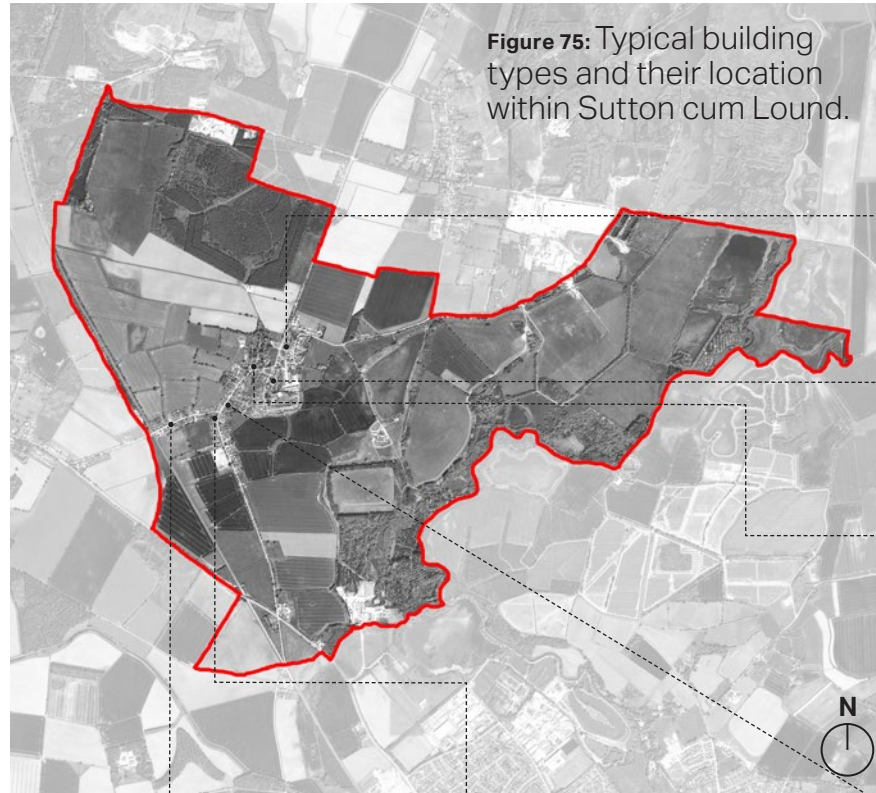 Figure 75: Typical building
types and their location
within Sutton cum Lound.
N